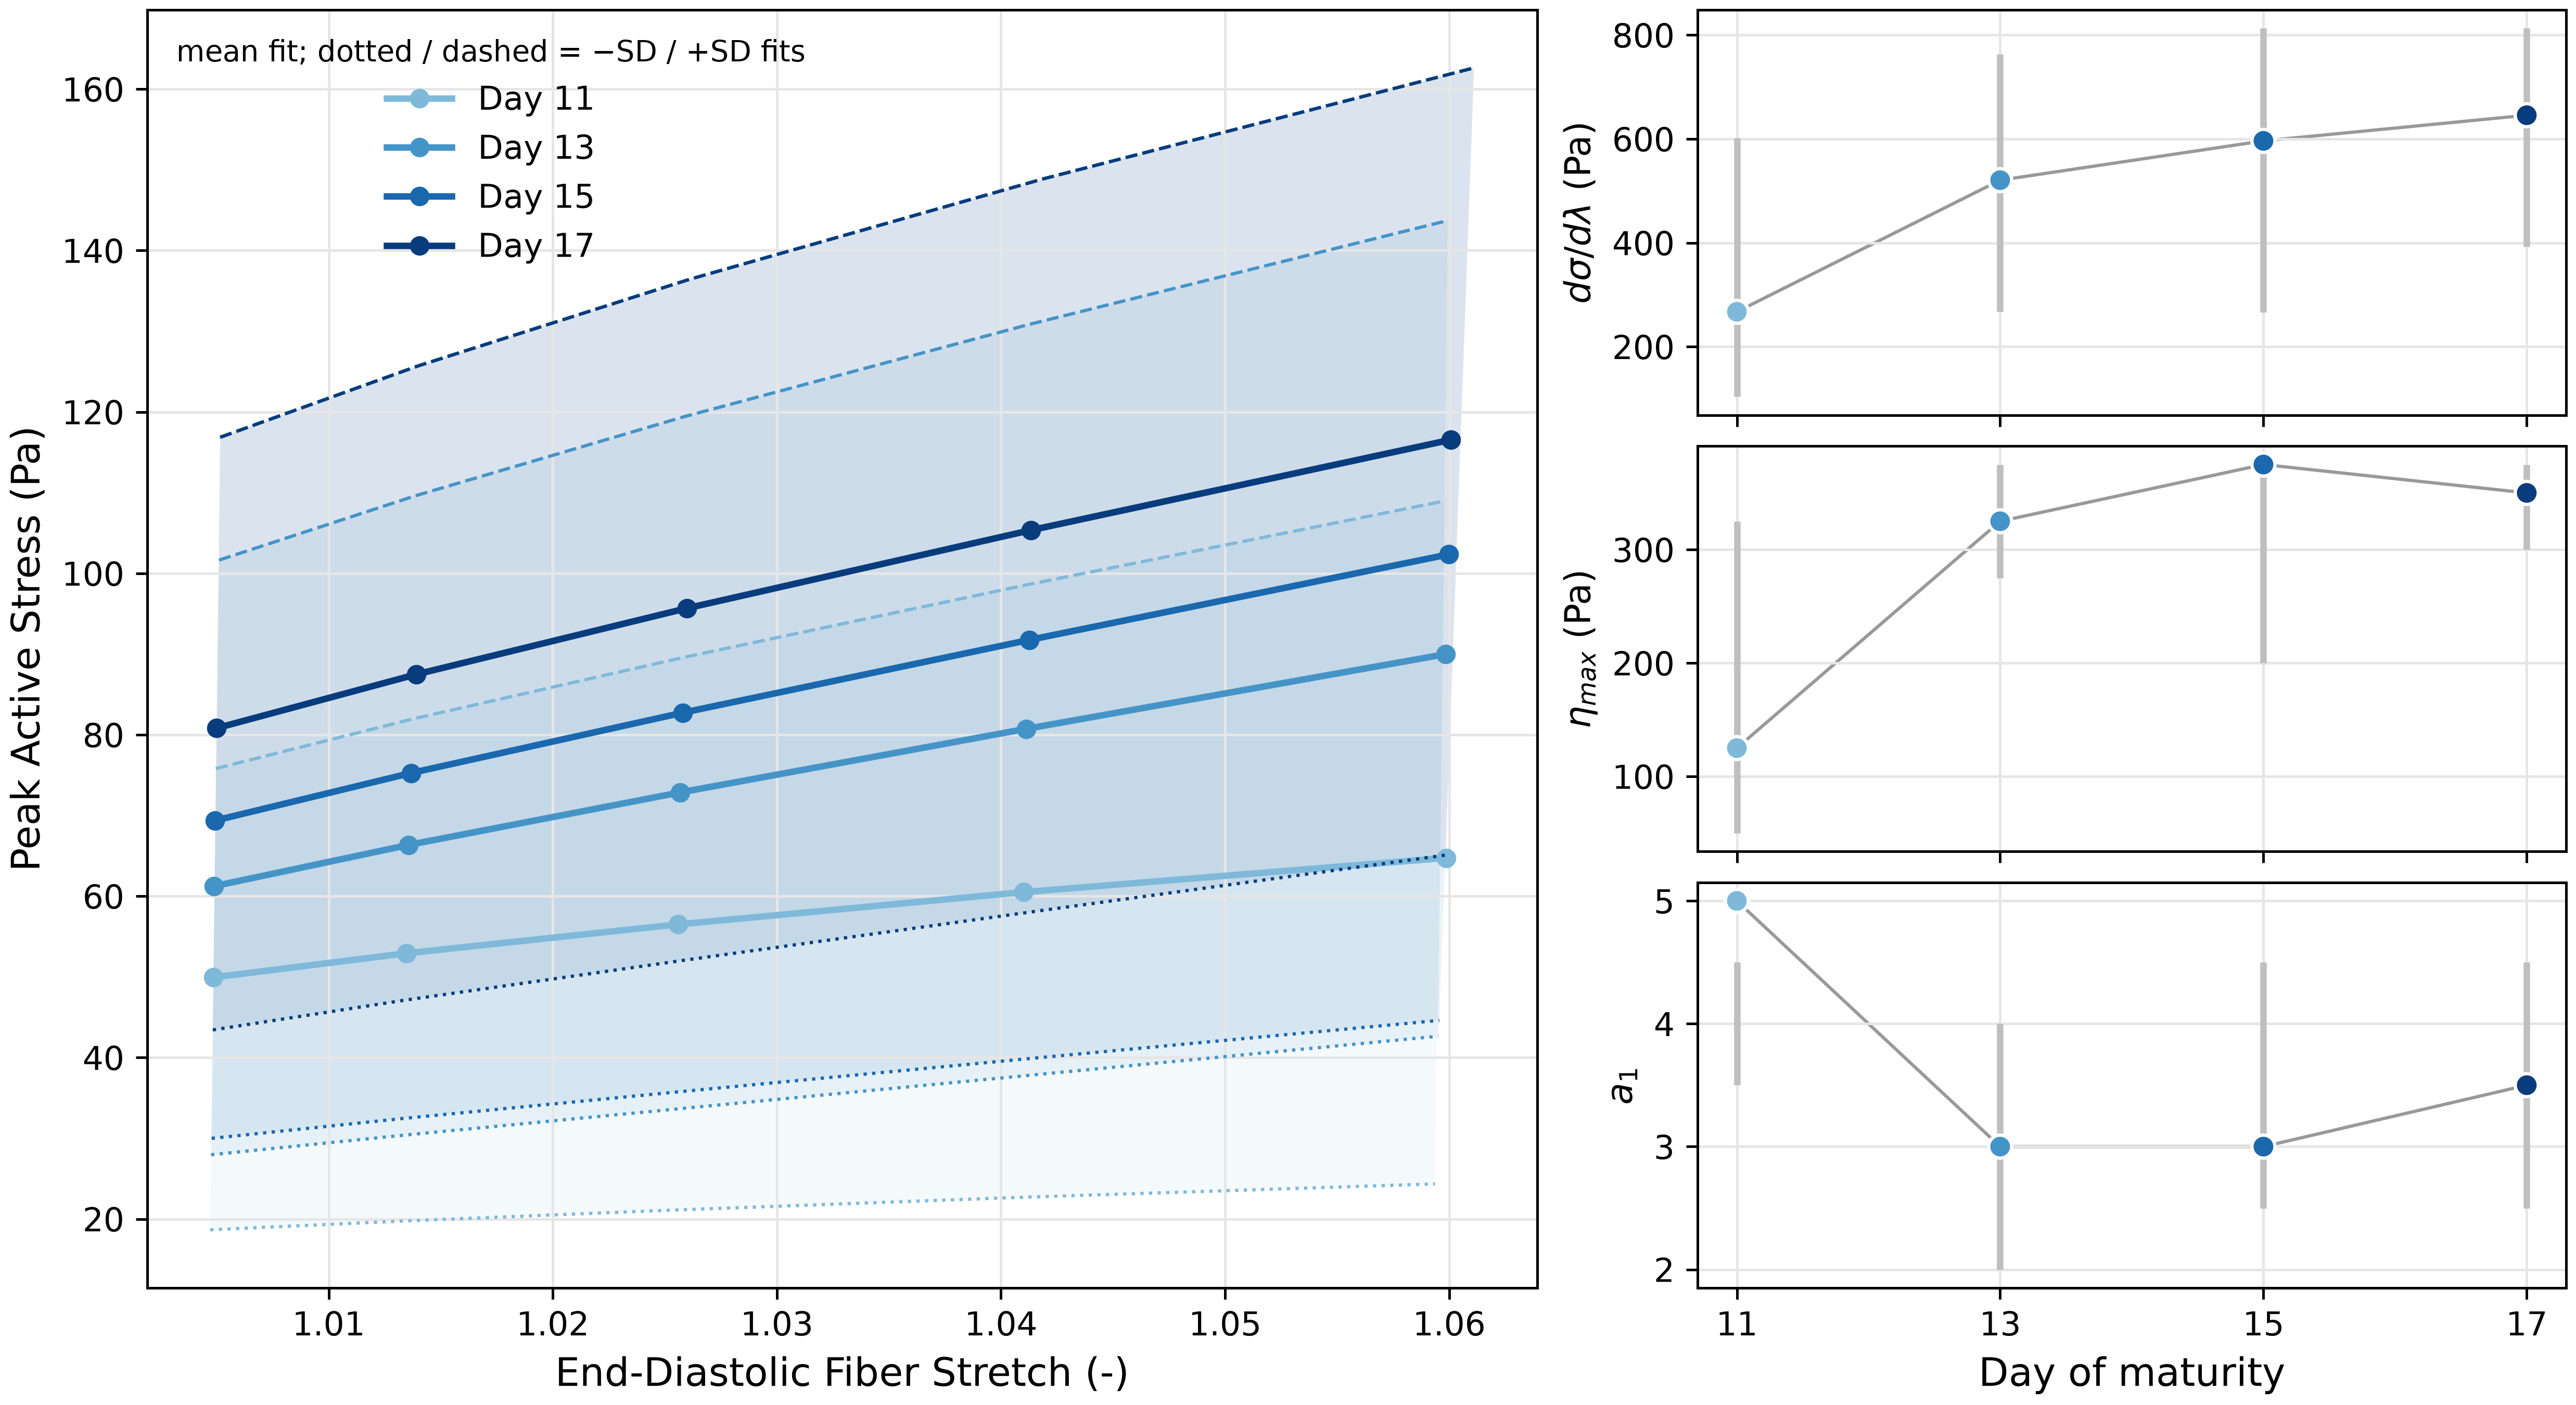 mean fit; dotted / dashed = −SD / +SD fits
Day 11
Day 13
Day 15
Day 17
Peak Active Stress (Pa)
160
140
120
100
80
60
40
20
1.01 1.02 1.03 1.04 1.05 1.06
End-Diastolic Fiber Stretch (-)
dσ/dλ (Pa)
800
600
400
200
ηmax (Pa)
300
200
100
a1
5
4
3
2
11 13 15 17
Day of maturity